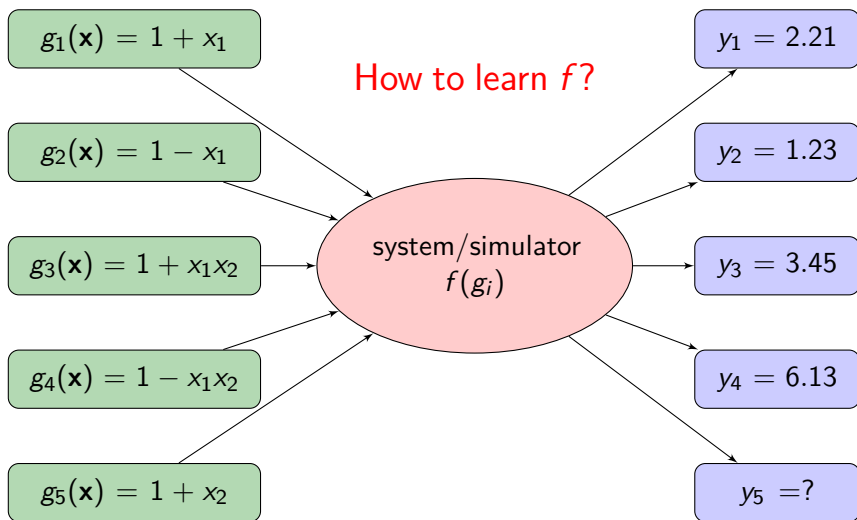 g₁(𝐱) = 1 + x₁
y₁ = 2.21
How to learn f?
g₂(𝐱) = 1 − x₁
y₂ = 1.23
g₃(𝐱) = 1 + x₁x₂
system/simulator
f(gᵢ)
y₃ = 3.45
g₄(𝐱) = 1 − x₁x₂
y₄ = 6.13
g₅(𝐱) = 1 + x₂
y₅ =?